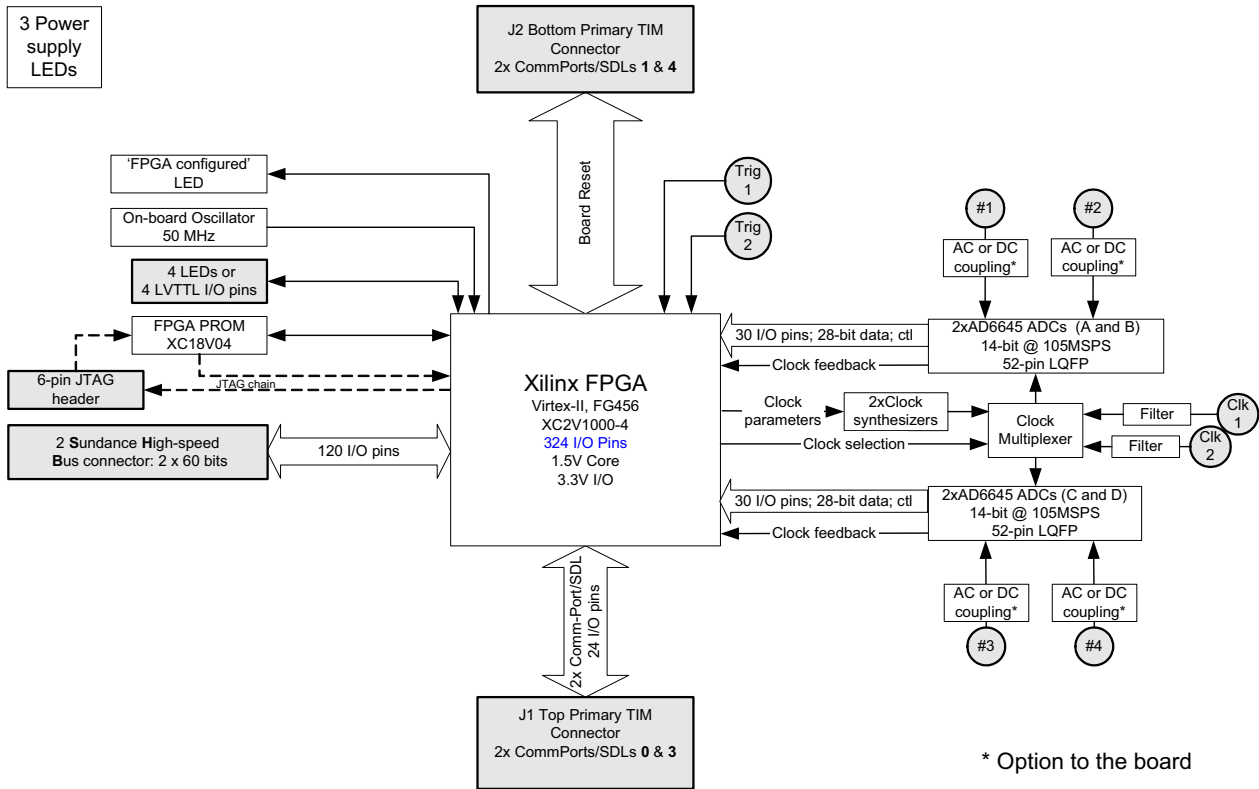 3 Power
supply
LEDs
J2 Bottom Primary TIM
Connector
2x CommPorts/SDLs 1 & 4
'FPGA configured'
LED
On-board Oscillator
50 MHz
4 LEDs or
4 LVTTL I/O pins
FPGA PROM
XC18V04
6-pin JTAG
header
JTAG chain
2 Sundance High-speed
Bus connector: 2 x 60 bits
120 I/O pins
Board Reset
Trig
1
Trig
2
#1
#2
AC or DC
coupling*
AC or DC
coupling*
30 I/O pins; 28-bit data; ctl
2xAD6645 ADCs (A and B)
14-bit @ 105MSPS
52-pin LQFP
Clock feedback
Xilinx FPGA
Virtex-II, FG456
XC2V1000-4
324 I/O Pins
1.5V Core
3.3V I/O
Clock
parameters
2xClock
synthesizers
Clock
Multiplexer
Filter
Clk
1
Clock selection
Filter
Clk
2
30 I/O pins; 28-bit data; ctl
2xAD6645 ADCs (C and D)
14-bit @ 105MSPS
52-pin LQFP
Clock feedback
AC or DC
coupling*
AC or DC
coupling*
#3
#4
2x Comm-Port/SDL
24 I/O pins
J1 Top Primary TIM
Connector
2x CommPorts/SDLs 0 & 3
* Option to the board